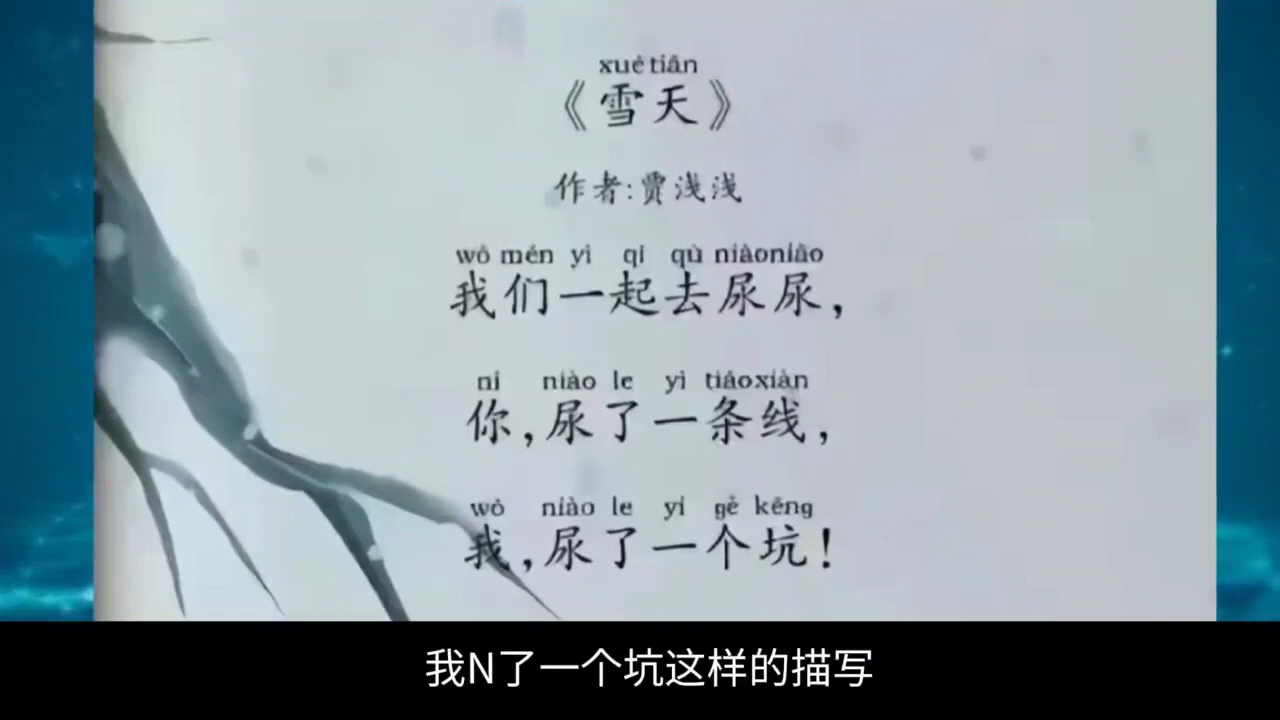 xuě tiān
《雪天》
作者:贾浅浅
wǒ mén yì qǐ qù niàoniào
我们一起去尿尿,
nǐ niào le yì tiáoxiàn
你,尿了一条线,
wǒ niào le yí gè kēng
我,尿了一个坑!
我N了一个坑这样的描写